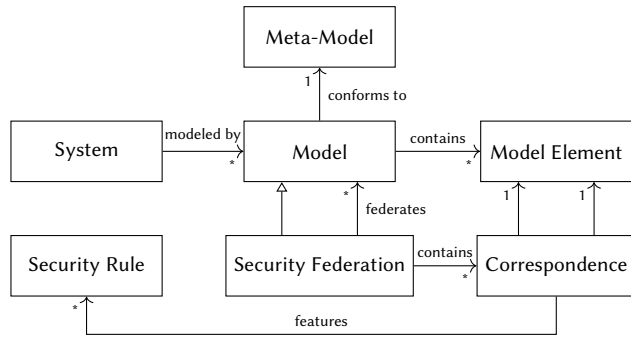 Meta-Model
1
conforms to
System
modeled by
*
Model
contains
*
Model Element
*
federates
1
1
Security Rule
*
Security Federation
contains
*
Correspondence
features